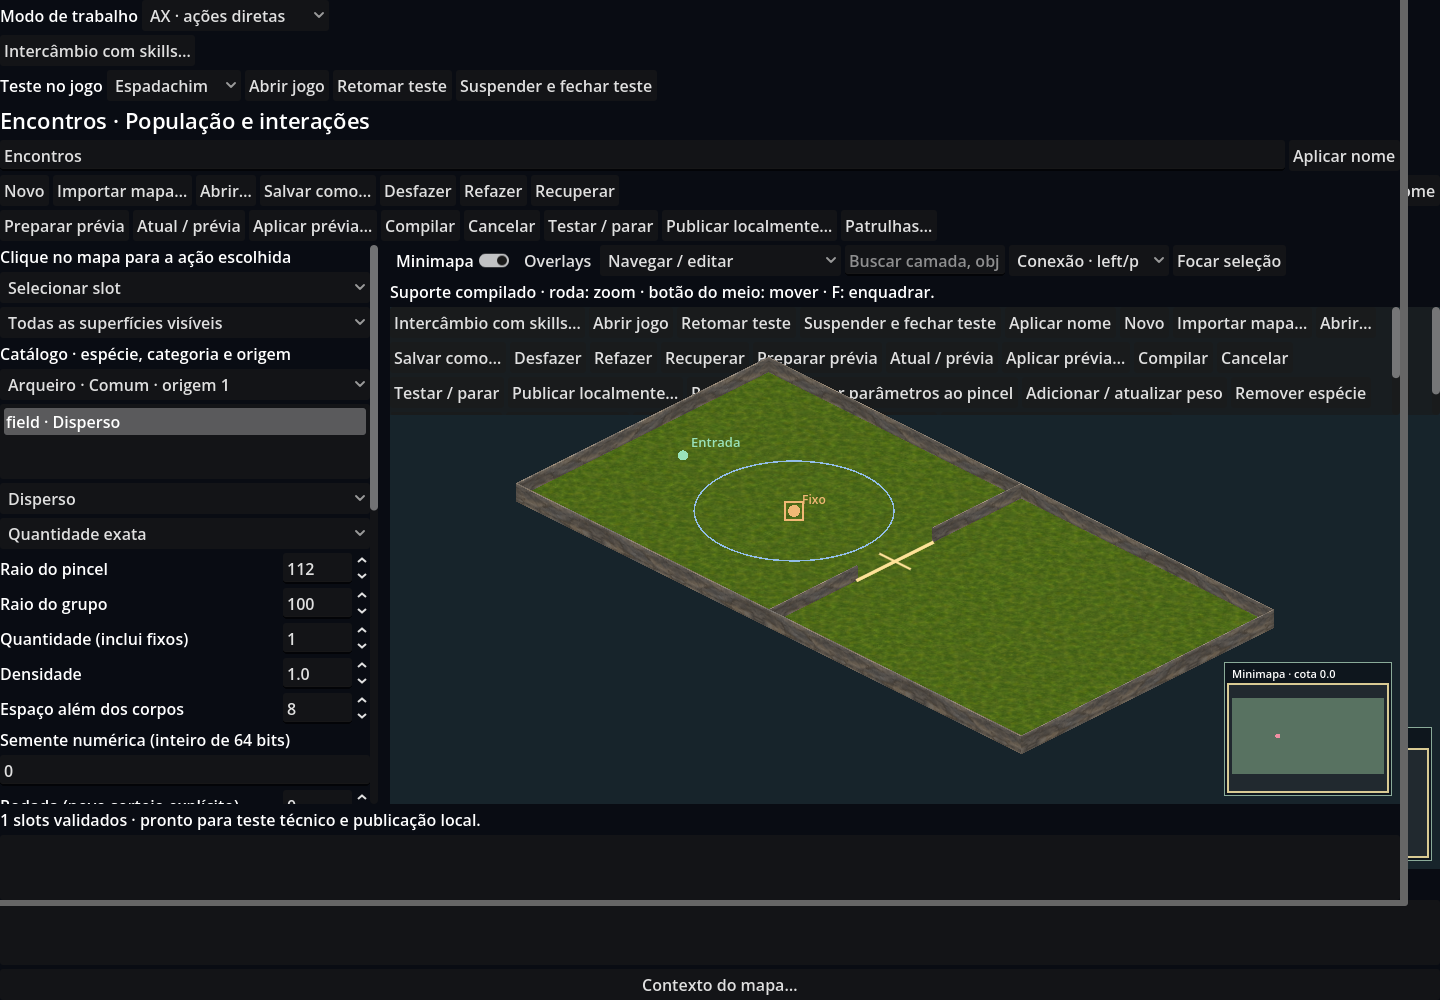 Modo de trabalho AX · ações diretas
Intercâmbio com skills...
Teste no jogo Espadachim Abrir jogo Retomar teste Suspender e fechar teste
Encontros · População e interações
Encontros Aplicar nome
Novo Importar mapa... Abrir... Salvar como... Desfazer Refazer Recuperar
Preparar prévia Atual / prévia Aplicar prévia... Compilar Cancelar Testar / parar Publicar localmente... Patrulhas...
Clique no mapa para a ação escolhida
Selecionar slot
Todas as superfícies visíveis
Catálogo · espécie, categoria e origem
Arqueiro · Comum · origem 1
field · Disperso
Disperso
Quantidade exata
Raio do pincel 112
Raio do grupo 100
Quantidade (inclui fixos) 1
Densidade 1.0
Espaço além dos corpos 8
Semente numérica (inteiro de 64 bits)
0
Minimapa Overlays Navegar / editar Buscar camada, obj Conexão · left/p Focar seleção
Suporte compilado · roda: zoom · botão do meio: mover · F: enquadrar.
Intercâmbio com skills... Abrir jogo Retomar teste Suspender e fechar teste Aplicar nome Novo Importar mapa... Abrir...
Salvar como... Desfazer Refazer Recuperar Preparar prévia Atual / prévia Aplicar prévia... Compilar Cancelar
Testar / parar Publicar localmente... parâmetros ao pincel Adicionar / atualizar peso Remover espécie
Entrada
Fixo
Minimapa · cota 0.0
1 slots validados · pronto para teste técnico e publicação local.
Contexto do mapa...